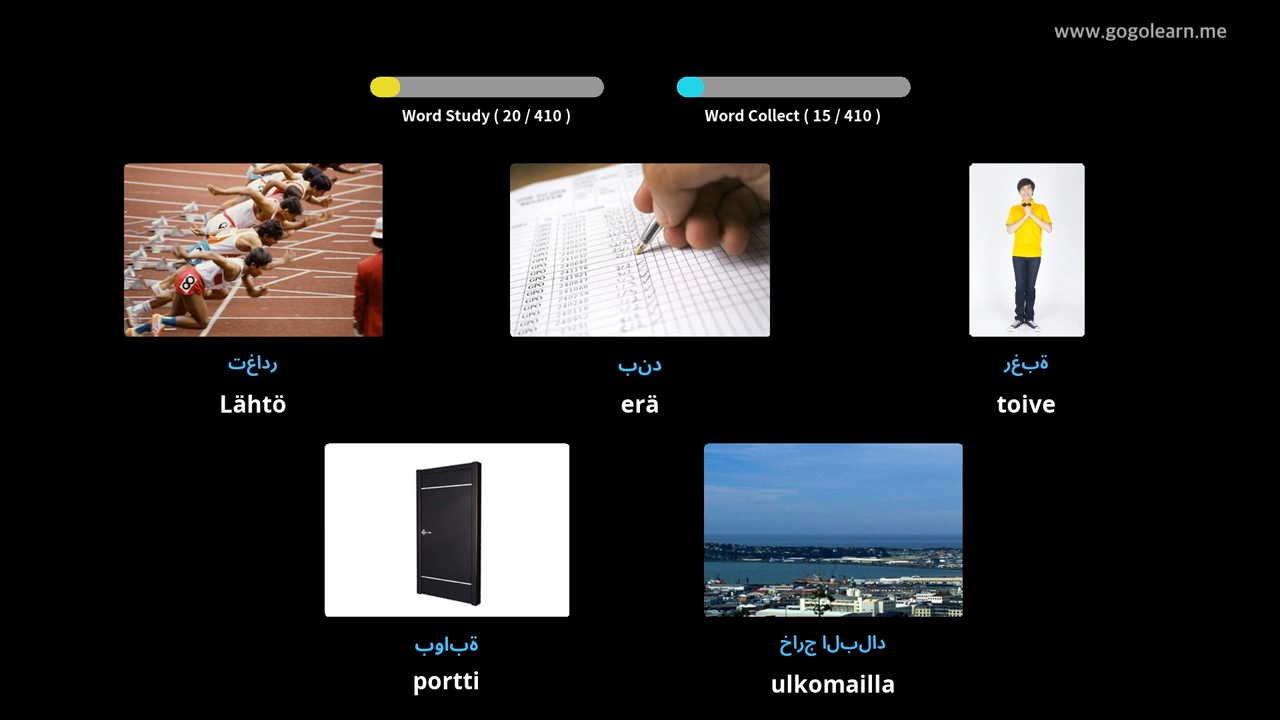 www.gogolearn.me
Word Study ( 20 / 410 )
Word Collect ( 15 / 410 )
تغادر
بند
رغبة
Lähtö
erä
toive
بوابة
خارج البلاد
portti
ulkomailla